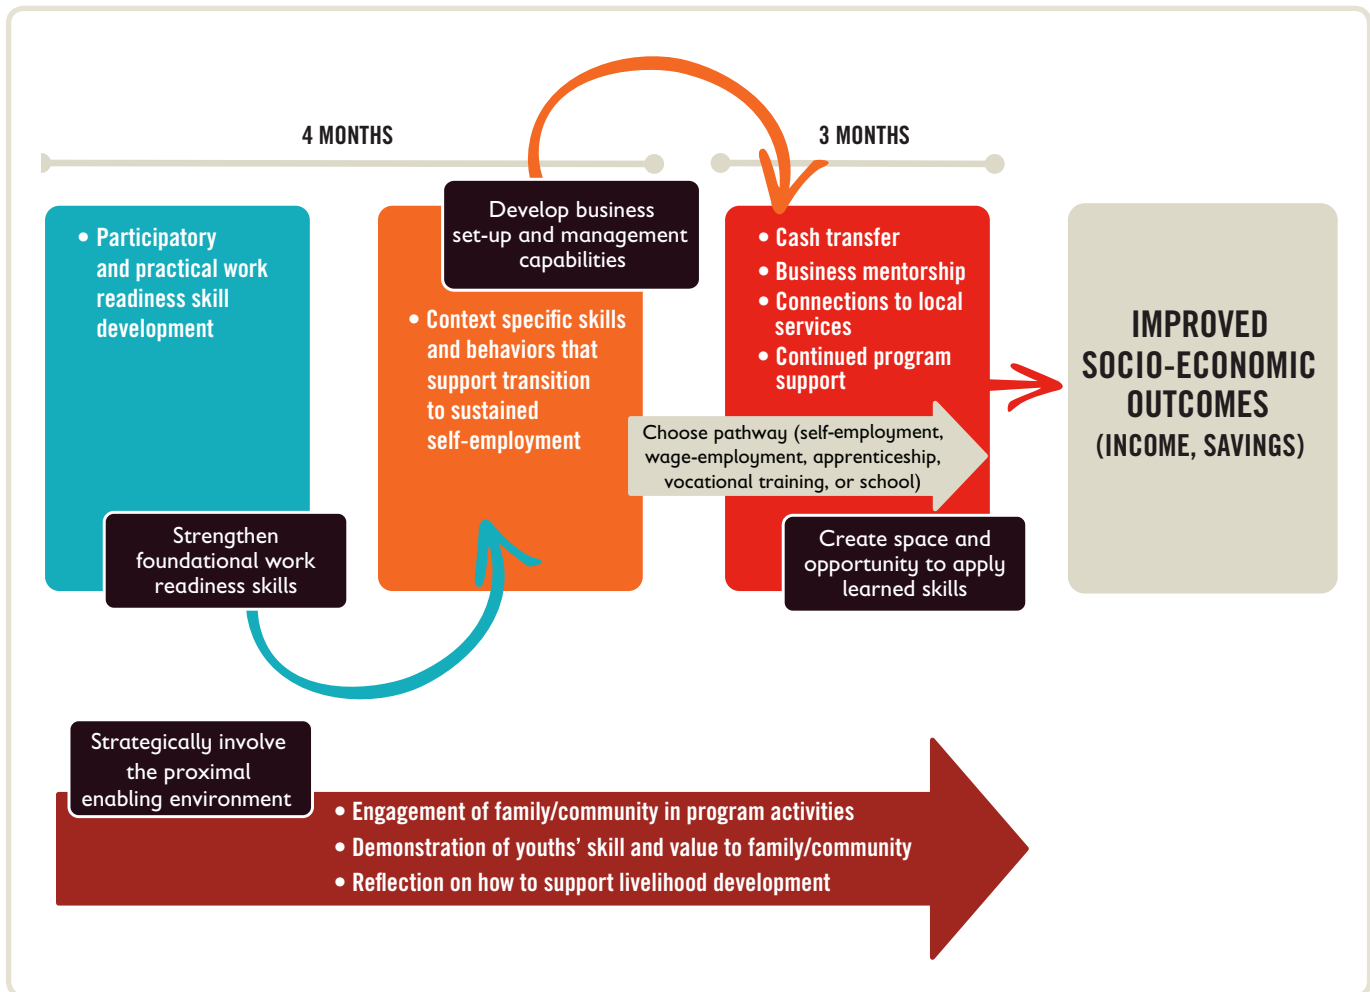 4 MONTHS
3 MONTHS
• Participatory
and practical work
readiness skill
development
Strengthen
foundational work
readiness skills
Develop business
set-up and management
capabilities
• Context specific skills
and behaviors that
support transition
to sustained
self-employment
• Cash transfer
• Business mentorship
• Connections to local
services
• Continued program
support
Choose pathway (self-employment,
wage-employment, apprenticeship,
vocational training, or school)
Create space and
opportunity to apply
learned skills
IMPROVED
SOCIO-ECONOMIC
OUTCOMES
(INCOME, SAVINGS)
Strategically involve
the proximal
enabling environment
• Engagement of family/community in program activities
• Demonstration of youths’ skill and value to family/community
• Reflection on how to support livelihood development